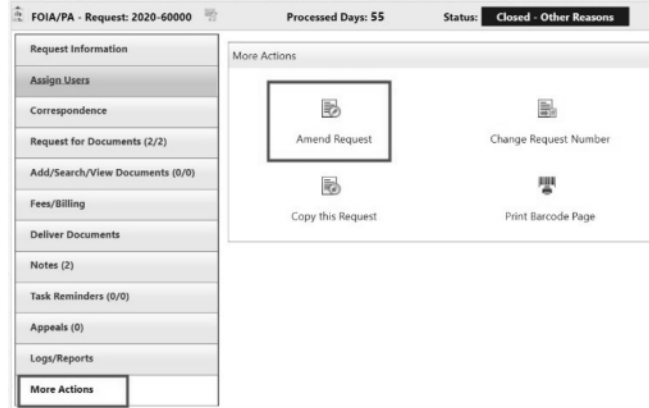 FOIA/PA - Request: 2020-60000 Processed Days: 55 Status: Closed - Other Reasons
Request Information
Assign Users
Correspondence
Request for Documents (2/2)
Add/Search/View Documents (0/0)
Fees/Billing
Deliver Documents
Notes (2)
Task Reminders (0/0)
Appeals (0)
Logs/Reports
More Actions
More Actions
Amend Request Change Request Number
Copy this Request Print Barcode Page